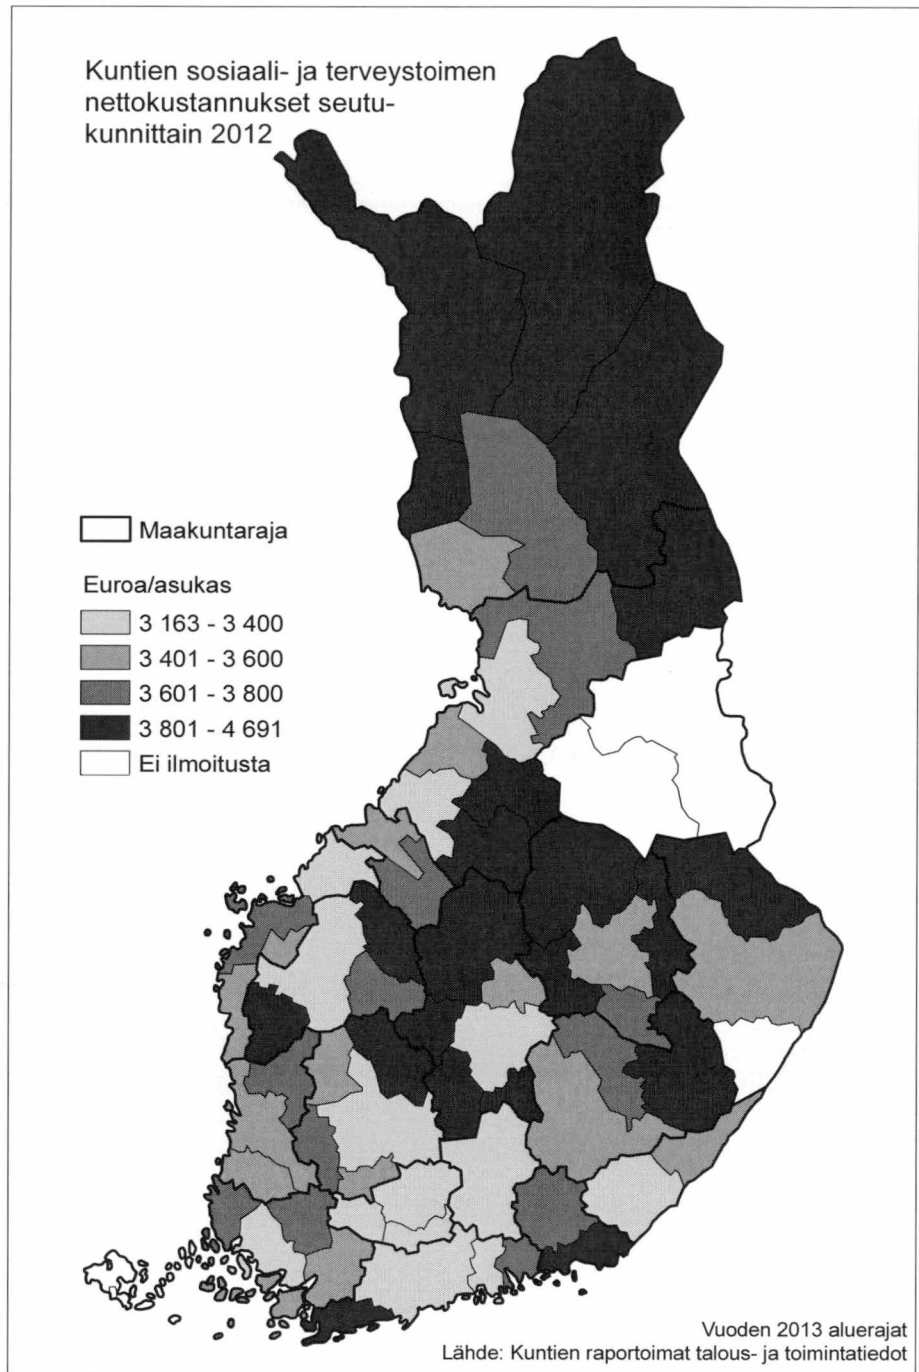 Kuntien sosiaali- ja terveystoimen
nettokustannukset seutu-
kunnittain 2012
Maakuntaraja
Euroa/asukas
3 163 - 3 400
3 401 - 3 600
3 601 - 3 800
3 801 - 4 691
Ei ilmoitusta
Vuoden 2013 aluerajat
Lähde: Kuntien raportoimat talous- ja toimintatiedot